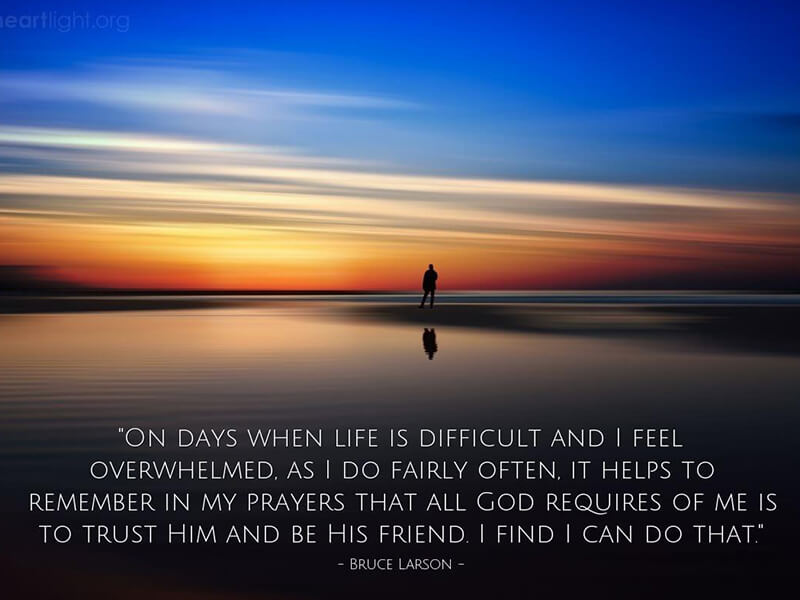 heartlight.org
"On days when life is difficult and I feel
overwhelmed, as I do fairly often, it helps to
remember in my prayers that all God requires of me is
to trust Him and be His friend. I find I can do that."
- Bruce Larson -